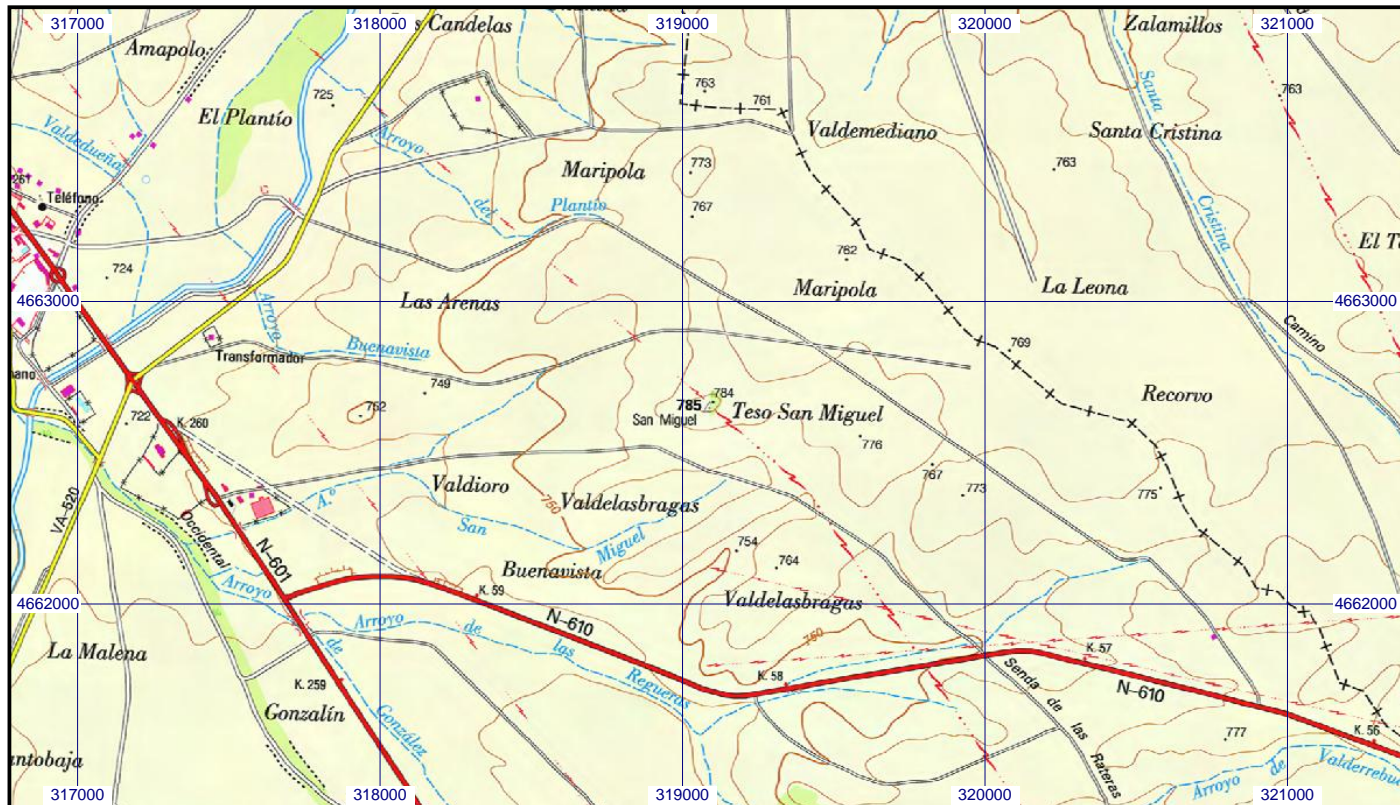 317000
318000
319000
320000
321000
Candelas
Zalamillos
Amapolo
El Plantío
725
763
761
763
Valdemediano
Santa Cristina
Santa
Cristina
Valdedueña
Arroyo
del
Plantío
Maripola
773
767
763
261
Teléfono
724
762
Maripola
La Leona
El T
4663000
4663000
Las Arenas
Arroyo
Buenavista
Transformador
Camino
769
749
762
722
K. 260
785
784
San Miguel
Teso San Miguel
776
Recorvo
767
773
775
VA-520
Occidental
Valdioro
A.º
San
Miguel
750
Valdelasbragas
754
764
N-601
Buenavista
Arroyo
de
González
K. 59
N-610
4662000
4662000
Valdelasbragas
760
Arroyo
de
las
Regueras
La Malena
K. 259
Gonzalín
K. 58
K. 57
N-610
Senda de las Rateras
K. 56
777
Arroyo de Valderrebu
antobaja
317000
318000
319000
320000
321000